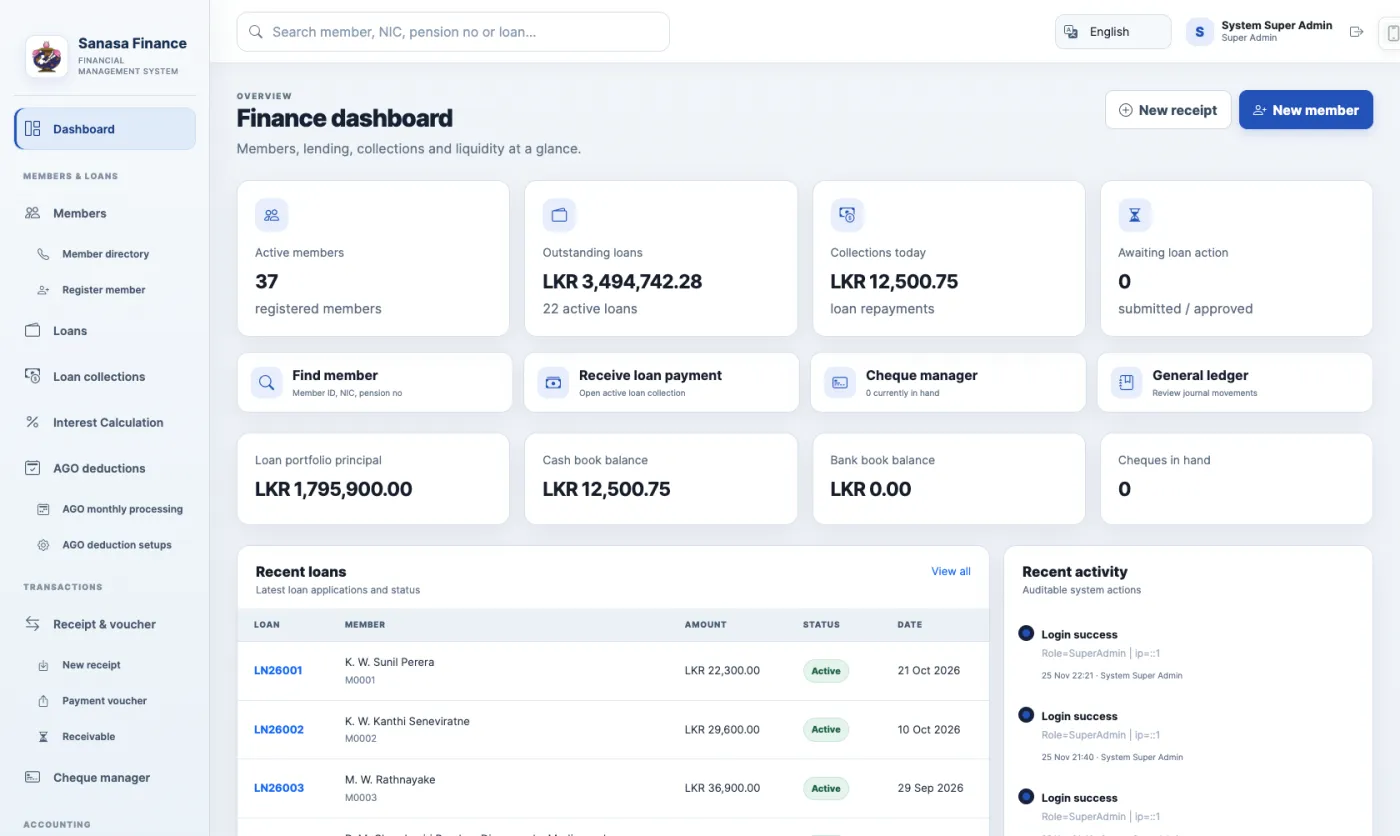 Sanasa Finance
FINANCIAL
MANAGEMENT SYSTEM
Search member, NIC, pension no or loan...
English
S
System Super Admin
Super Admin
Dashboard
MEMBERS & LOANS
Members
Member directory
Register member
Loans
Loan collections
Interest Calculation
AGO deductions
AGO monthly processing
AGO deduction setups
TRANSACTIONS
Receipt & voucher
New receipt
Payment voucher
Receivable
Cheque manager
ACCOUNTING
OVERVIEW
Finance dashboard
Members, lending, collections and liquidity at a glance.
New receipt
New member
Active members
37
registered members
Outstanding loans
LKR 3,494,742.28
22 active loans
Collections today
LKR 12,500.75
loan repayments
Awaiting loan action
0
submitted / approved
Find member
Member ID, NIC, pension no
Receive loan payment
Open active loan collection
Cheque manager
0 currently in hand
General ledger
Review journal movements
Loan portfolio principal
LKR 1,795,900.00
Cash book balance
LKR 12,500.75
Bank book balance
LKR 0.00
Cheques in hand
0
Recent loans
View all
Latest loan applications and status
LOAN MEMBER AMOUNT STATUS DATE
LN26001 K. W. Sunil Perera LKR 22,300.00 Active 21 Oct 2026
M0001
LN26002 K. W. Kanthi Seneviratne LKR 29,600.00 Active 10 Oct 2026
M0002
LN26003 M. W. Rathnayake LKR 36,900.00 Active 29 Sep 2026
M0003
Recent activity
Auditable system actions
Login success
Role=SuperAdmin | ip=::1
25 Nov 22:21 · System Super Admin
Login success
Role=SuperAdmin | ip=::1
25 Nov 21:40 · System Super Admin
Login success
Role=SuperAdmin | ip=::1